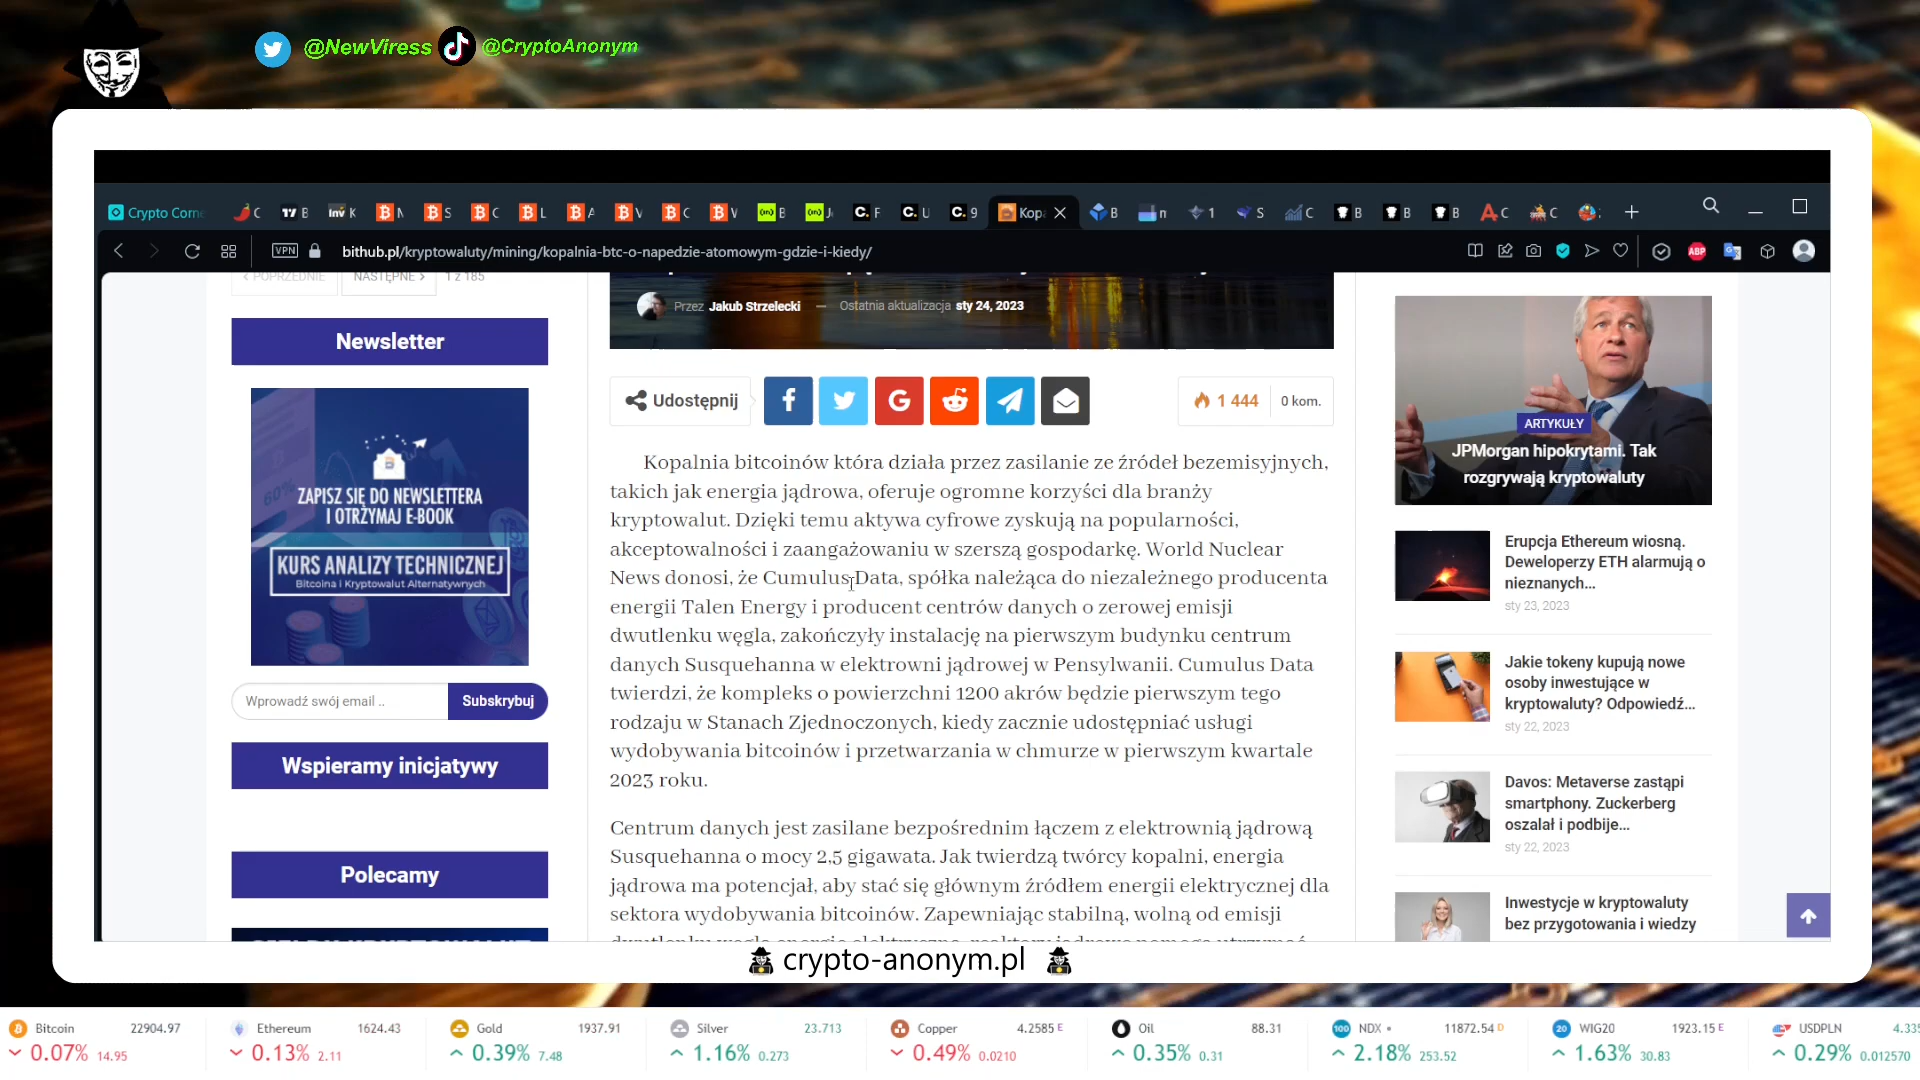 @NewViress @CryptoAnonym
Crypto Corne
bithub.pl/kryptowaluty/mining/kopalnia-btc-o-napedzie-atomowym-gdzie-i-kiedy/
VPN
ABP
< POPRZEDNIE NASTĘPNE > 1 z 185
Newsletter
ZAPISZ SIĘ DO NEWSLETTERA
I OTRZYMAJ E-BOOK
KURS ANALIZY TECHNICZNEJ
Bitcoina i Kryptowalut Alternatywnych
Wprowadź swój email ..
Subskrybuj
Wspieramy inicjatywy
Polecamy
Przez Jakub Strzelecki — Ostatnia aktualizacja sty 24, 2023
Udostępnij
1 444 0 kom.
Kopalnia bitcoinów która działa przez zasilanie ze źródeł bezemisyjnych,
takich jak energia jądrowa, oferuje ogromne korzyści dla branży
kryptowalut. Dzięki temu aktywa cyfrowe zyskują na popularności,
akceptowalności i zaangażowaniu w szerszą gospodarkę. World Nuclear
News donosi, że Cumulus Data, spółka należąca do niezależnego producenta
energii Talen Energy i producent centrów danych o zerowej emisji
dwutlenku węgla, zakończyły instalację na pierwszym budynku centrum
danych Susquehanna w elektrowni jądrowej w Pensylwanii. Cumulus Data
twierdzi, że kompleks o powierzchni 1200 akrów będzie pierwszym tego
rodzaju w Stanach Zjednoczonych, kiedy zacznie udostępniać usługi
wydobywania bitcoinów i przetwarzania w chmurze w pierwszym kwartale
2023 roku.
Centrum danych jest zasilane bezpośrednim łączem z elektrownią jądrową
Susquehanna o mocy 2,5 gigawata. Jak twierdzą twórcy kopalni, energia
jądrowa ma potencjał, aby stać się głównym źródłem energii elektrycznej dla
sektora wydobywania bitcoinów. Zapewniając stabilną, wolną od emisji
ARTYKUŁY
JPMorgan hipokrytami. Tak
rozgrywają kryptowaluty
Erupcja Ethereum wiosną.
Deweloperzy ETH alarmują o
nieznanych...
sty 23, 2023
Jakie tokeny kupują nowe
osoby inwestujące w
kryptowaluty? Odpowiedź...
sty 22, 2023
Davos: Metaverse zastąpi
smartphony. Zuckerberg
oszalał i podbije...
sty 22, 2023
Inwestycje w kryptowaluty
bez przygotowania i wiedzy
crypto-anonym.pl
Bitcoin 22904.97
0.07% 14.95
Ethereum 1624.43
0.13% 2.11
Gold 1937.91
0.39% 7.48
Silver 23.713
1.16% 0.273
Copper 4.2585 E
0.49% 0.0210
Oil 88.31
0.35% 0.31
100 NDX 11872.54 D
2.18% 253.52
20 WIG20 1923.15 E
1.63% 30.83
USDPLN
0.29% 0.012570